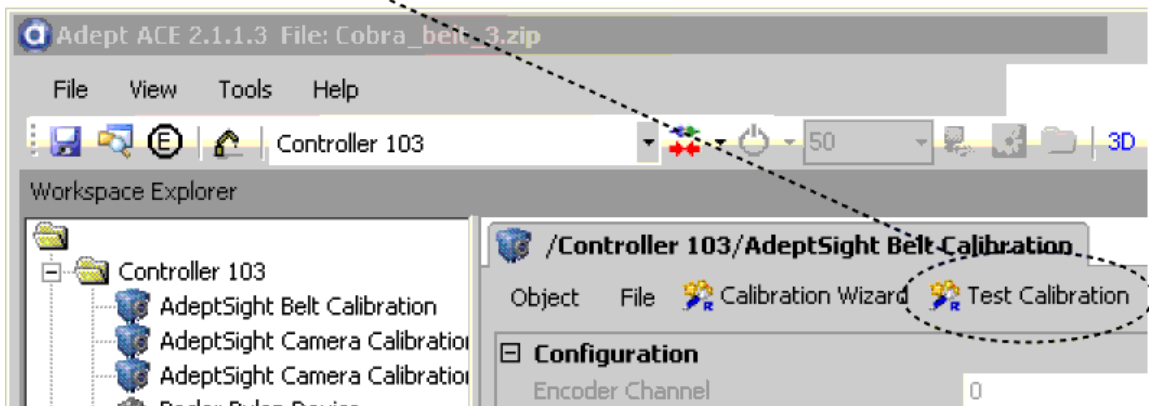 Adept ACE 2.1.1.3 File: Cobra_belt_3.zip
File View Tools Help
Controller 103 50 3D
Workspace Explorer
/Controller 103/AdeptSight Belt Calibration
Controller 103
Object File Calibration Wizard Test Calibration
AdeptSight Belt Calibration
AdeptSight Camera Calibration
Configuration
AdeptSight Camera Calibration
Encoder Channel 0